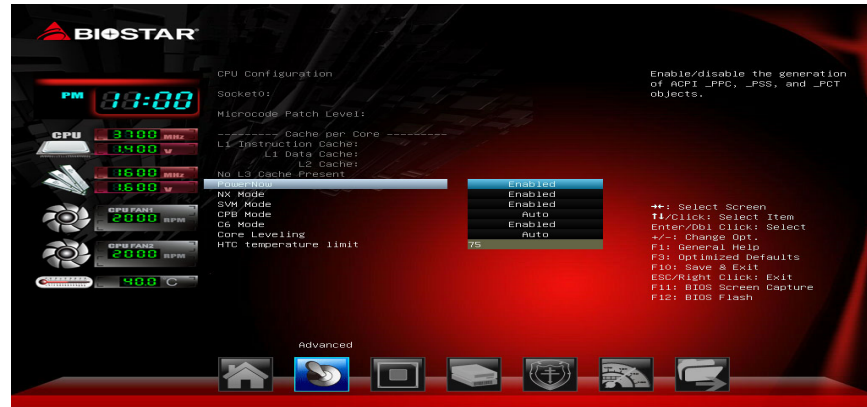 BIOSTAR
CPU Configuration
Socket0:
Microcode Patch Level:
--------- Cache per Core ---------
L1 Instruction Cache:
L1 Data Cache:
L2 Cache:
No L3 Cache Present
PowerNow Enabled
NX Mode Enabled
SVM Mode Enabled
CPB Mode Auto
C6 Mode Enabled
Core Leveling Auto
HTC temperature limit 75
Enable/disable the generation
of ACPI _PPC, _PSS, and _PCT
objects.
→←: Select Screen
↑↓/Click: Select Item
Enter/Dbl Click: Select
+/-: Change Opt.
F1: General Help
F3: Optimized Defaults
F10: Save & Exit
ESC/Right Click: Exit
F11: BIOS Screen Capture
F12: BIOS Flash
PM 11:00
CPU 3700 MHz
1.400 V
1600 MHz
1.600 V
CPU FAN1
2000 RPM
CPU FAN2
2000 RPM
40.0 C
Advanced